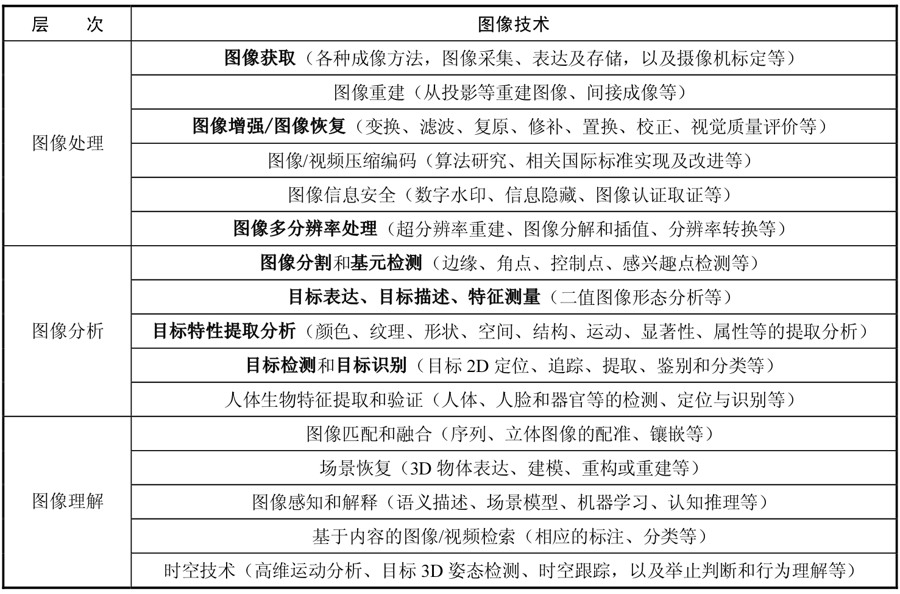 层 次 图像技术
图像处理
图像获取（各种成像方法，图像采集、表达及存储，以及摄像机标定等）
图像重建（从投影等重建图像、间接成像等）
图像增强/图像恢复（变换、滤波、复原、修补、置换、校正、视觉质量评价等）
图像/视频压缩编码（算法研究、相关国际标准实现及改进等）
图像信息安全（数字水印、信息隐藏、图像认证取证等）
图像多分辨率处理（超分辨率重建、图像分解和插值、分辨率转换等）
图像分析
图像分割和基元检测（边缘、角点、控制点、感兴趣点检测等）
目标表达、目标描述、特征测量（二值图像形态分析等）
目标特性提取分析（颜色、纹理、形状、空间、结构、运动、显著性、属性等的提取分析）
目标检测和目标识别（目标 2D 定位、追踪、提取、鉴别和分类等）
人体生物特征提取和验证（人体、人脸和器官等的检测、定位与识别等）
图像理解
图像匹配和融合（序列、立体图像的配准、镶嵌等）
场景恢复（3D 物体表达、建模、重构或重建等）
图像感知和解释（语义描述、场景模型、机器学习、认知推理等）
基于内容的图像/视频检索（相应的标注、分类等）
时空技术（高维运动分析、目标 3D 姿态检测、时空跟踪，以及举止判断和行为理解等）